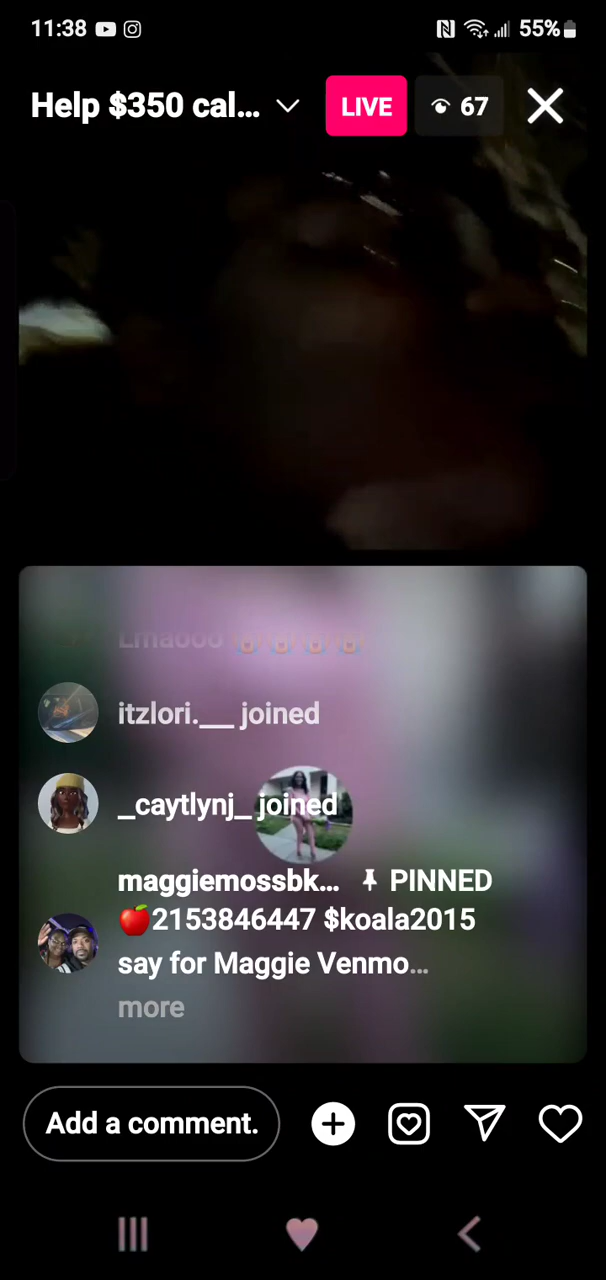 11:38 55%
Help $350 cal... LIVE 67
Lmaooo
itzlori.__ joined
_caytlynj_ joined
maggiemossbk... PINNED
🍎2153846447 $koala2015
say for Maggie Venmo...
more
Add a comment.